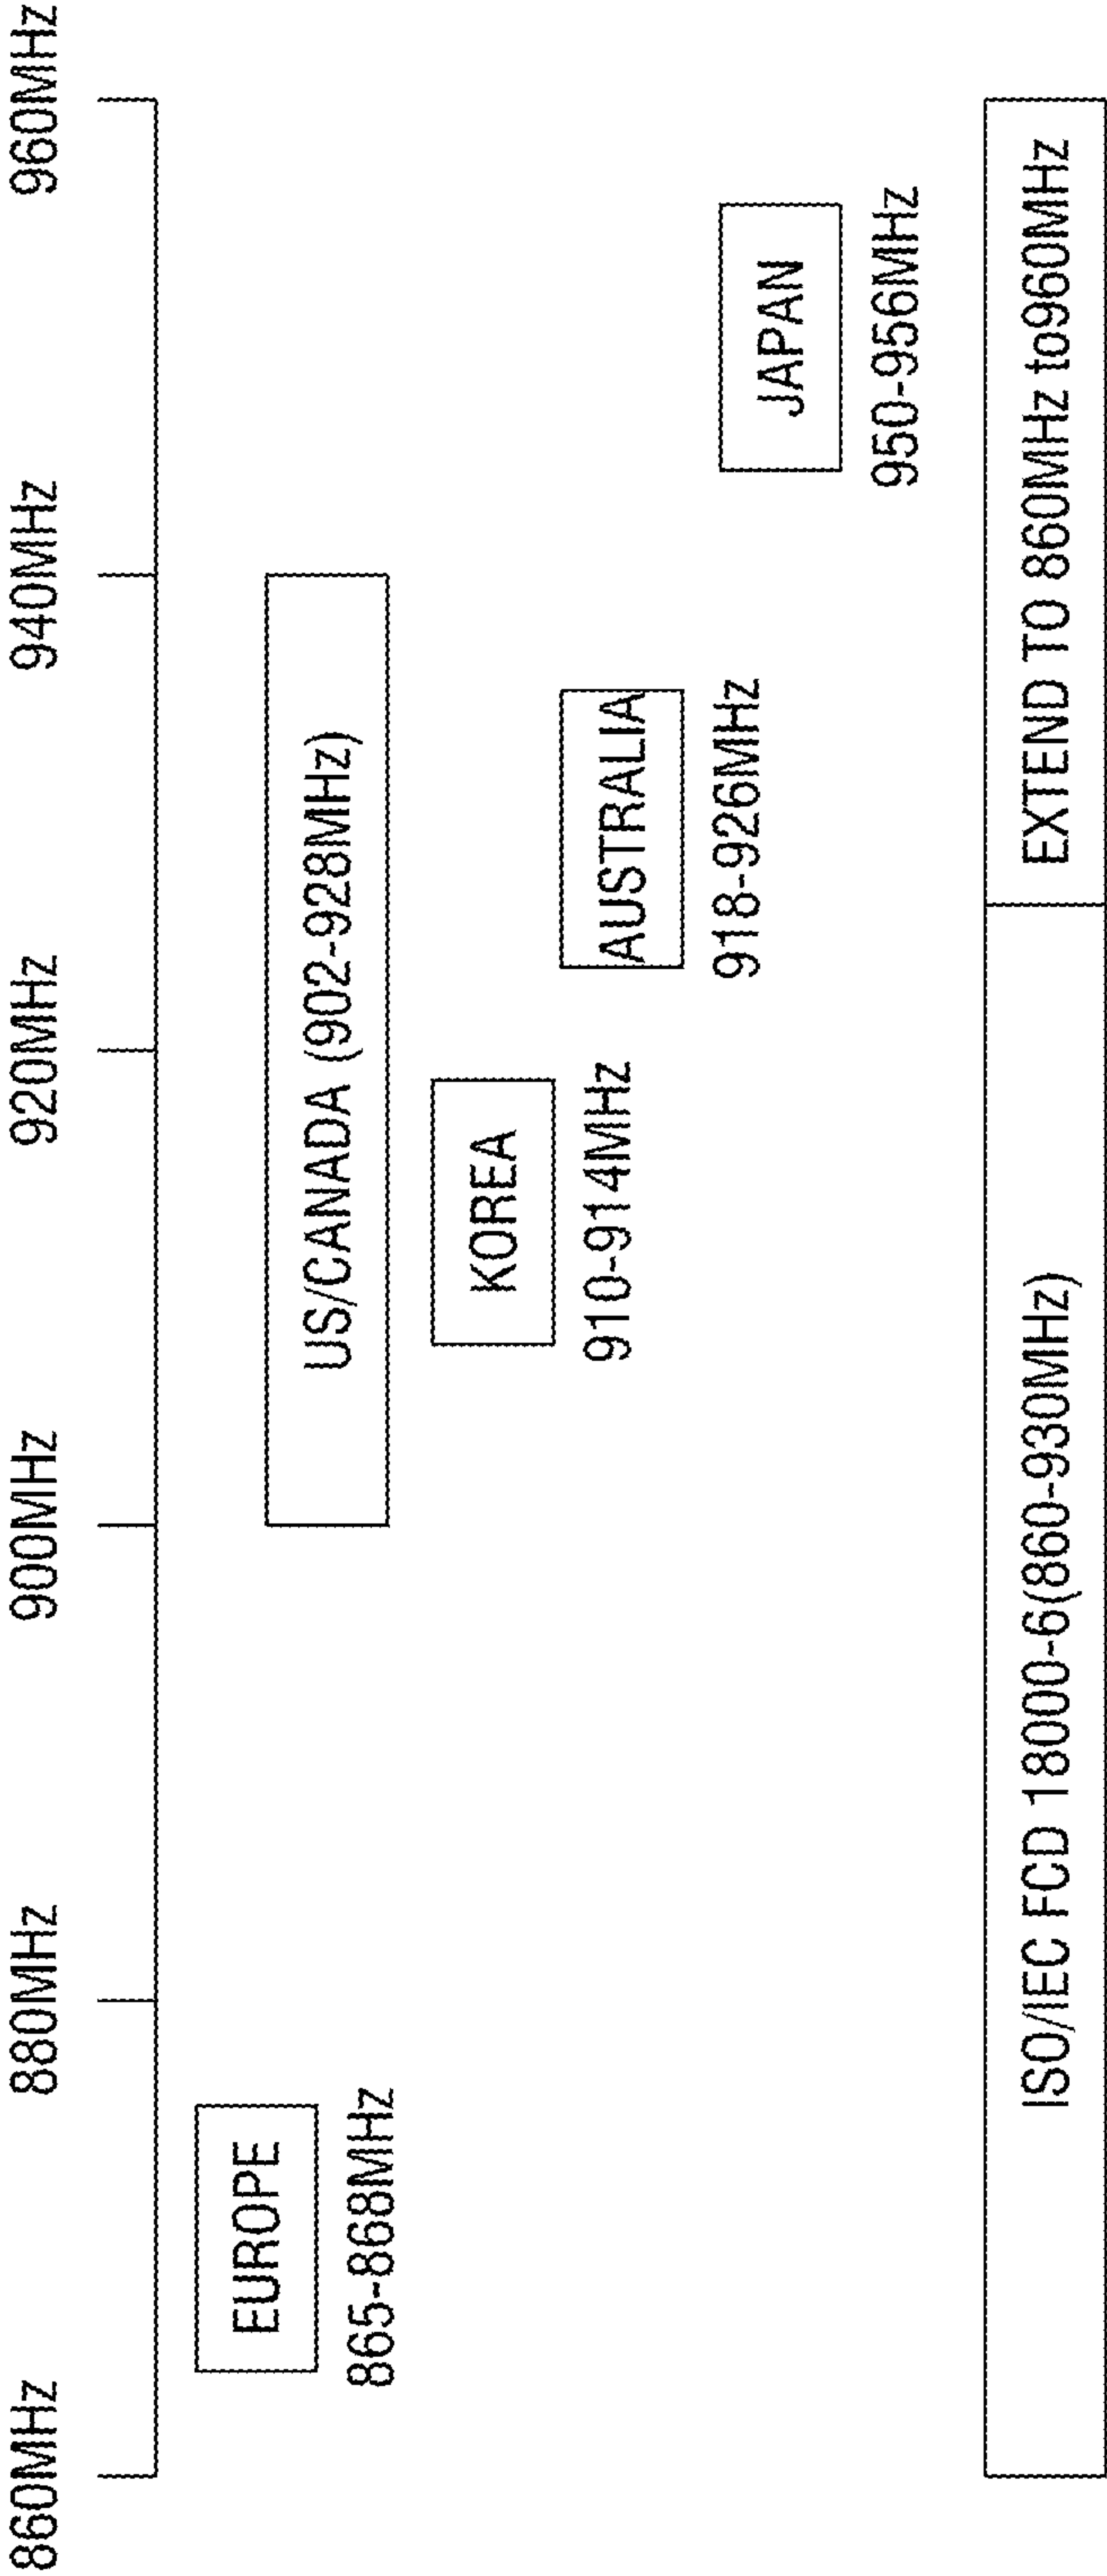 860MHz 880MHz 900MHz 920MHz 940MHz 960MHz
EUROPE
865-868MHz
US/CANADA (902-928MHz)
KOREA
910-914MHz
AUSTRALIA
918-926MHz
JAPAN
950-956MHz
ISO/IEC FCD 18000-6(860-930MHz) EXTEND TO 860MHz to960MHz